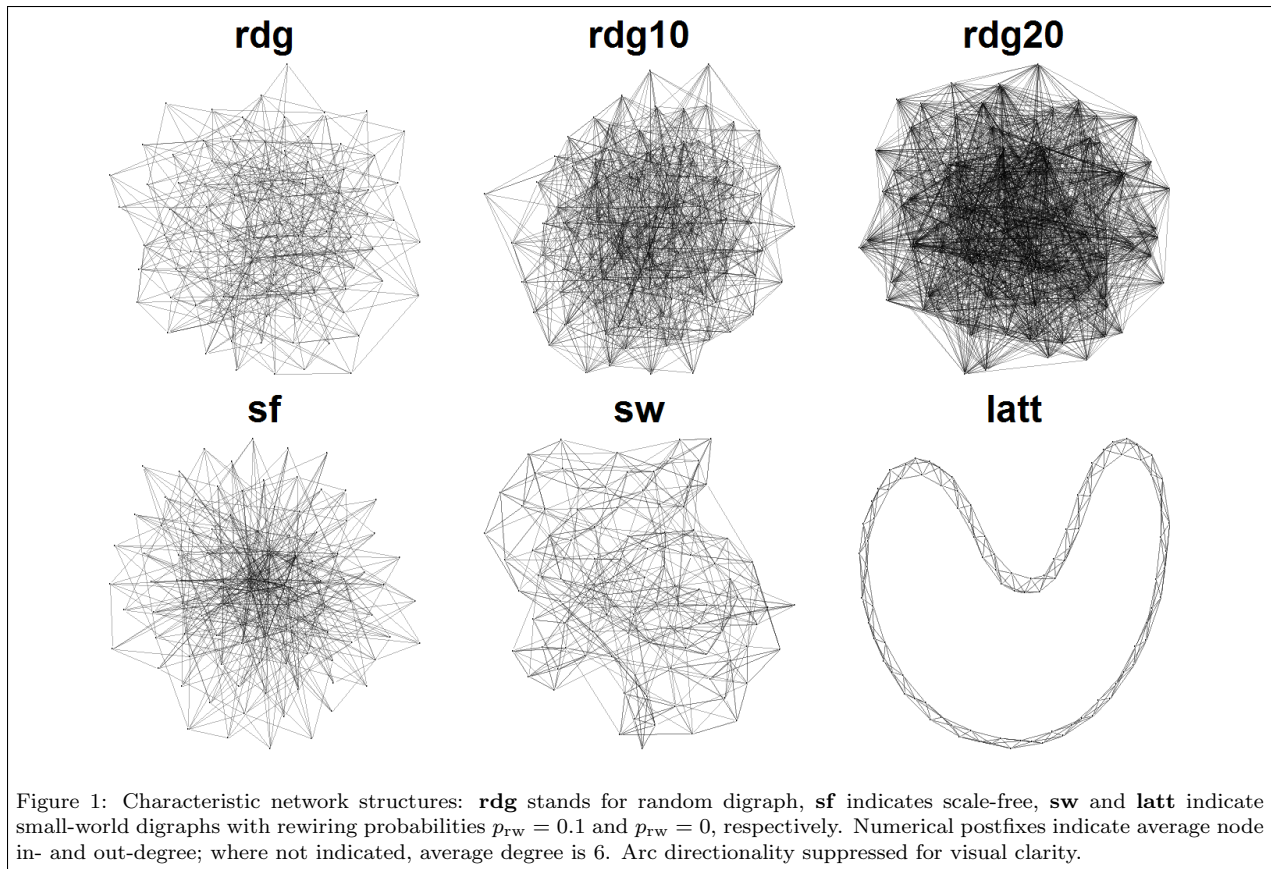 rdg
rdg10
rdg20
sf
sw
latt
Figure 1: Characteristic network structures: rdg stands for random digraph, sf indicates scale-free, sw and latt indicate
small-world digraphs with rewiring probabilities p_rw = 0.1 and p_rw = 0, respectively. Numerical postfixes indicate average node
in- and out-degree; where not indicated, average degree is 6. Arc directionality suppressed for visual clarity.